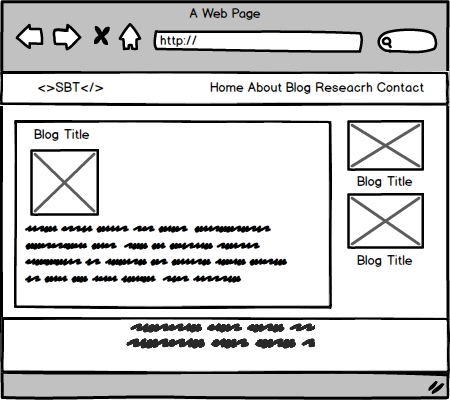 A Web Page
http://
<>SBT</>
Home About Blog Reseacrh Contact
Blog Title
Blog Title
Blog Title